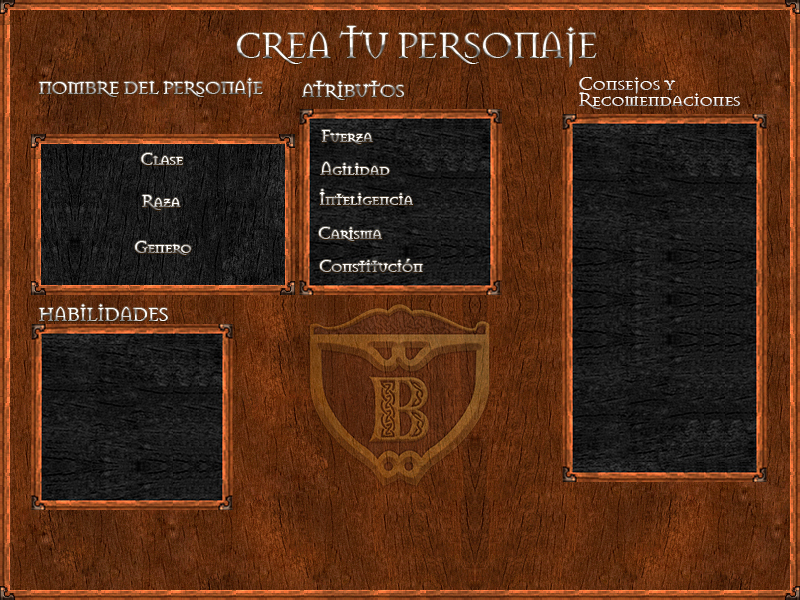 CREA TU PERSONAJE
NOMBRE DEL PERSONAJE
ATRIBUTOS
Consejos y
Recomendaciones
Clase
Raza
Genero
Fuerza
Agilidad
Inteligencia
Carisma
Constitución
HABILIDADES
B